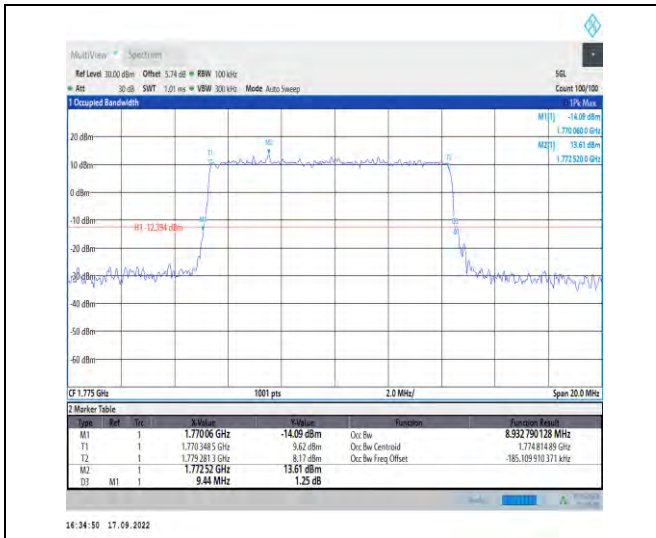 MultiView Spectrum
Ref Level 30.00 dBm Offset 5.74 dB RBW 100 kHz SGL
Att 30 dB SWT 1.01 ms VBW 300 kHz Mode Auto Sweep Count 100/100
1 Occupied Bandwidth 1Pk Max
M1[1] -14.09 dBm
1.770 060 0 GHz
M2[1] 13.61 dBm
1.772 520 0 GHz
20 dBm
M2
T1 T2
10 dBm
0 dBm
-10 dBm
M1 D3
H1 -12.394 dBm
-20 dBm
-30 dBm
-40 dBm
-50 dBm
-60 dBm
CF 1.775 GHz 1001 pts 2.0 MHz/ Span 20.0 MHz
2 Marker Table
Type Ref Trc X-Value Y-Value Function Function Result
M1 1 1.77006 GHz -14.09 dBm Occ Bw 8.932 790 128 MHz
T1 1 1.770 348 5 GHz 9.62 dBm Occ Bw Centroid 1.774 814 89 GHz
T2 1 1.779 281 3 GHz 8.17 dBm Occ Bw Freq Offset -185.109 910 371 kHz
M2 1 1.77252 GHz 13.61 dBm
D3 M1 1 9.44 MHz 1.25 dB
16:34:50 17.09.2022